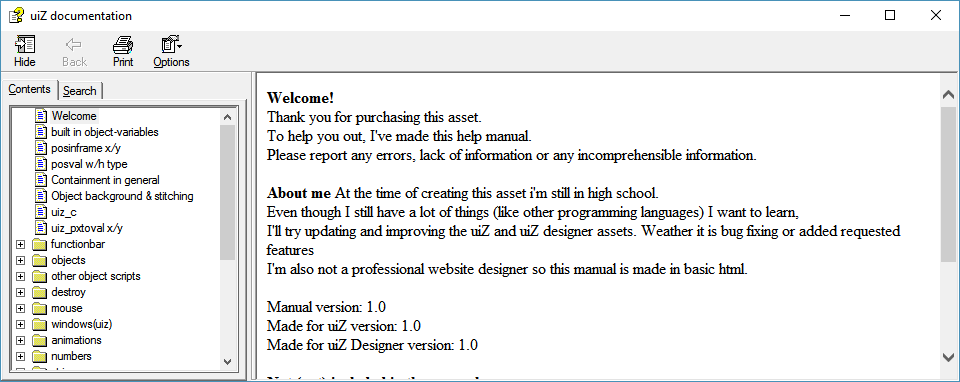 uiZ documentation
Hide
Back
Print
Options
Contents
Search
Welcome
built in object-variables
posinframe x/y
posval w/h type
Containment in general
Object background & stitching
uiz_c
uiz_pxtoval x/y
functionbar
objects
other object scripts
destroy
mouse
windows(uiz)
animations
numbers
Welcome!
Thank you for purchasing this asset.
To help you out, I've made this help manual.
Please report any errors, lack of information or any incomprehensible information.
About me At the time of creating this asset i'm still in high school.
Even though I still have a lot of things (like other programming languages) I want to learn,
I'll try updating and improving the uiZ and uiZ designer assets. Weather it is bug fixing or added requested
features
I'm also not a professional website designer so this manual is made in basic html.
Manual version: 1.0
Made for uiZ version: 1.0
Made for uiZ Designer version: 1.0